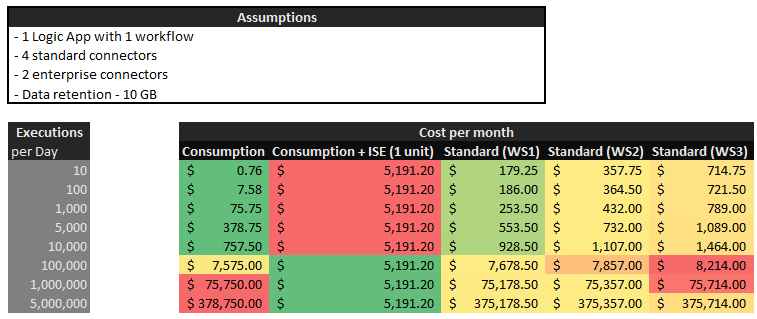 Assumptions
- 1 Logic App with 1 workflow
- 4 standard connectors
- 2 enterprise connectors
- Data retention - 10 GB
Executions Cost per month
per Day Consumption Consumption + ISE (1 unit) Standard (WS1) Standard (WS2) Standard (WS3)
10 $ 0.76 $ 5,191.20 $ 179.25 $ 357.75 $ 714.75
100 $ 7.58 $ 5,191.20 $ 186.00 $ 364.50 $ 721.50
1,000 $ 75.75 $ 5,191.20 $ 253.50 $ 432.00 $ 789.00
5,000 $ 378.75 $ 5,191.20 $ 553.50 $ 732.00 $ 1,089.00
10,000 $ 757.50 $ 5,191.20 $ 928.50 $ 1,107.00 $ 1,464.00
100,000 $ 7,575.00 $ 5,191.20 $ 7,678.50 $ 7,857.00 $ 8,214.00
1,000,000 $ 75,750.00 $ 5,191.20 $ 75,178.50 $ 75,357.00 $ 75,714.00
5,000,000 $ 378,750.00 $ 5,191.20 $ 375,178.50 $ 375,357.00 $ 375,714.00